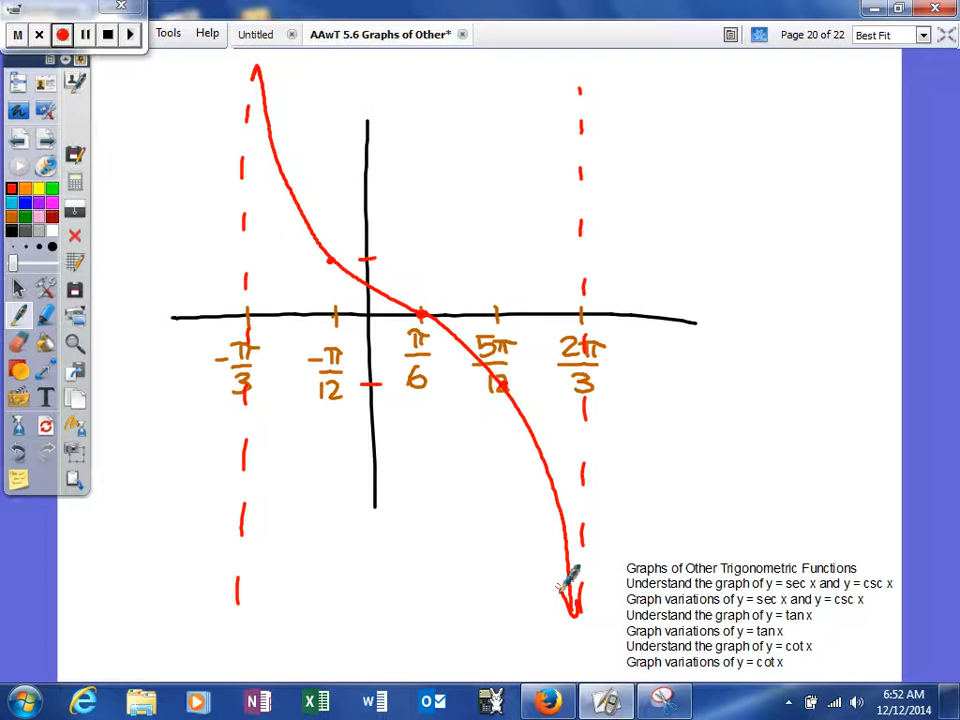 M
Tools Help
Untitled
AAwT 5.6 Graphs of Other*
Page 20 of 22
Best Fit
-π/3
-π/12
π/6
5π/12
2π/3
Graphs of Other Trigonometric Functions
Understand the graph of y = sec x and y = csc x
Graph variations of y = sec x and y = csc x
Understand the graph of y = tan x
Graph variations of y = tan x
Understand the graph of y = cot x
Graph variations of y = cot x
6:52 AM
12/12/2014